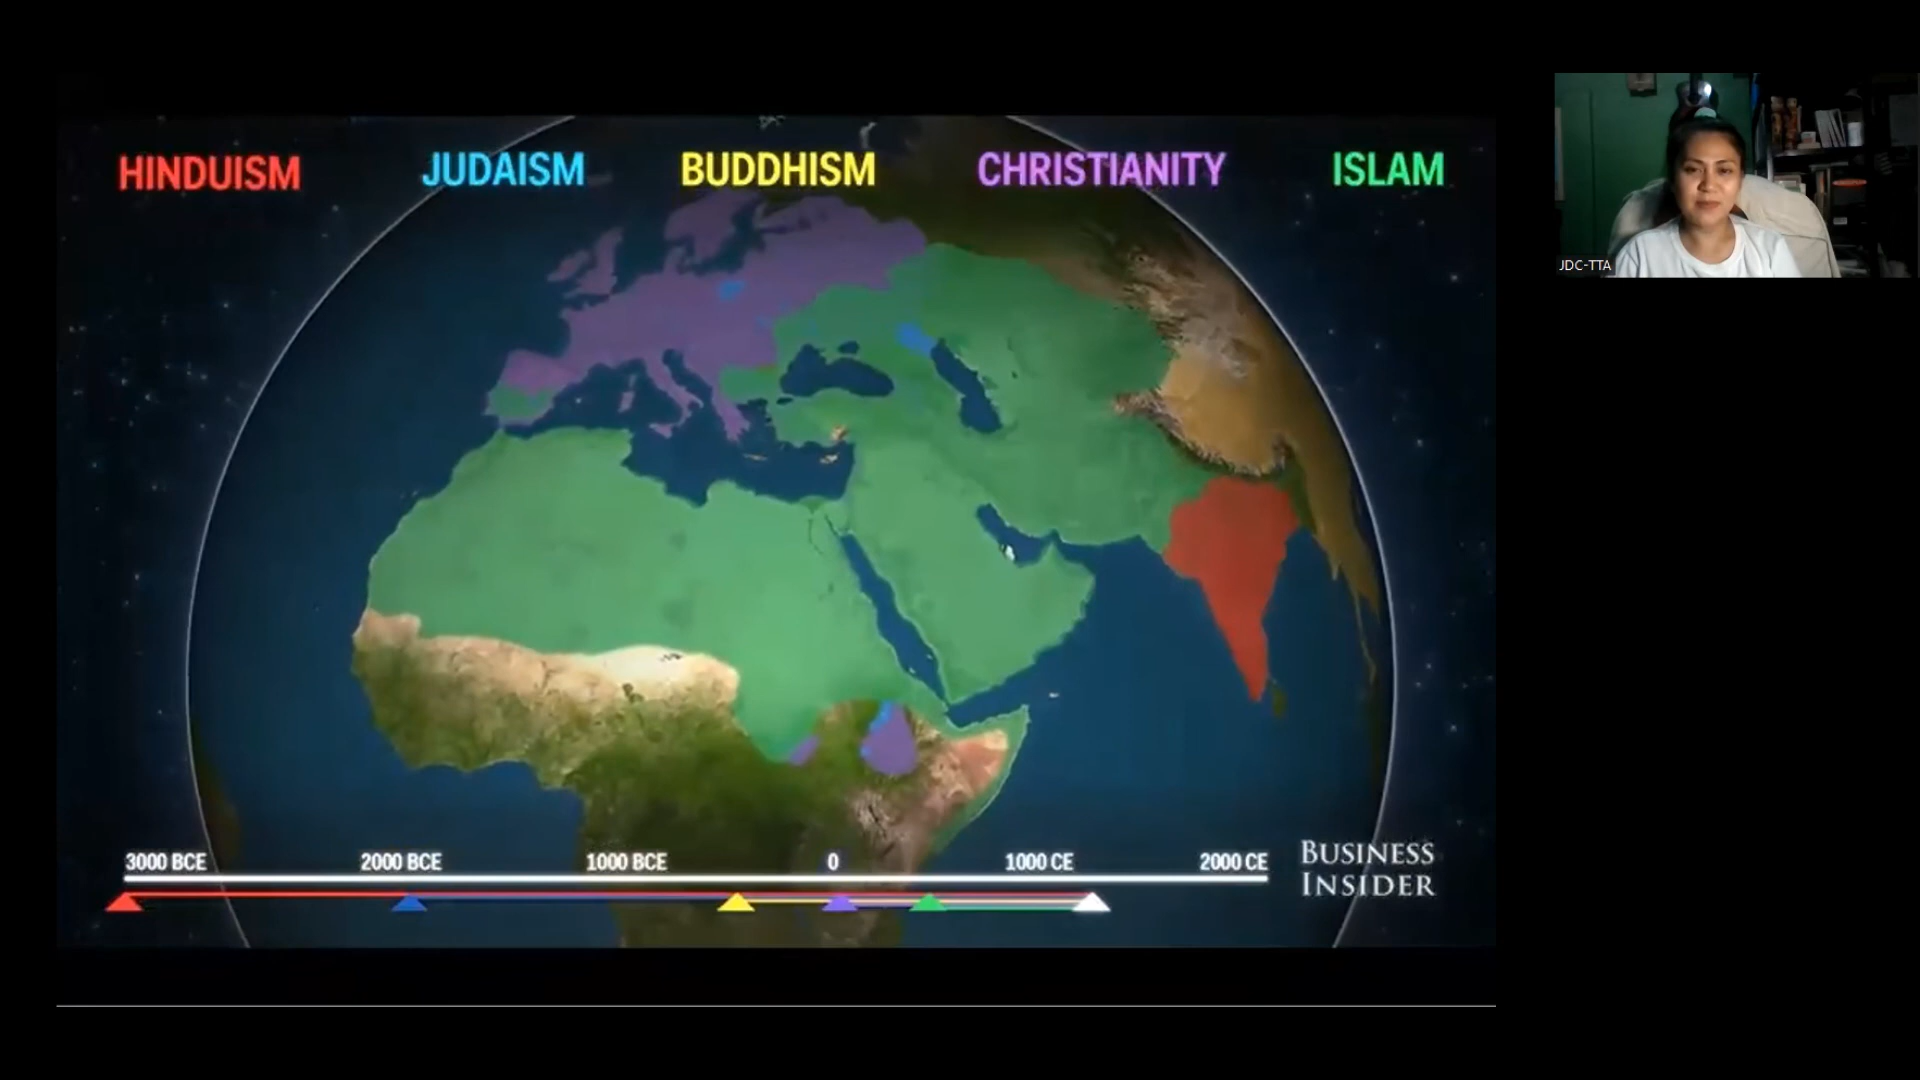 HINDUISM
JUDAISM
BUDDHISM
CHRISTIANITY
ISLAM
JDC-TTA
3000 BCE
2000 BCE
1000 BCE
0
1000 CE
2000 CE
BUSINESS
INSIDER